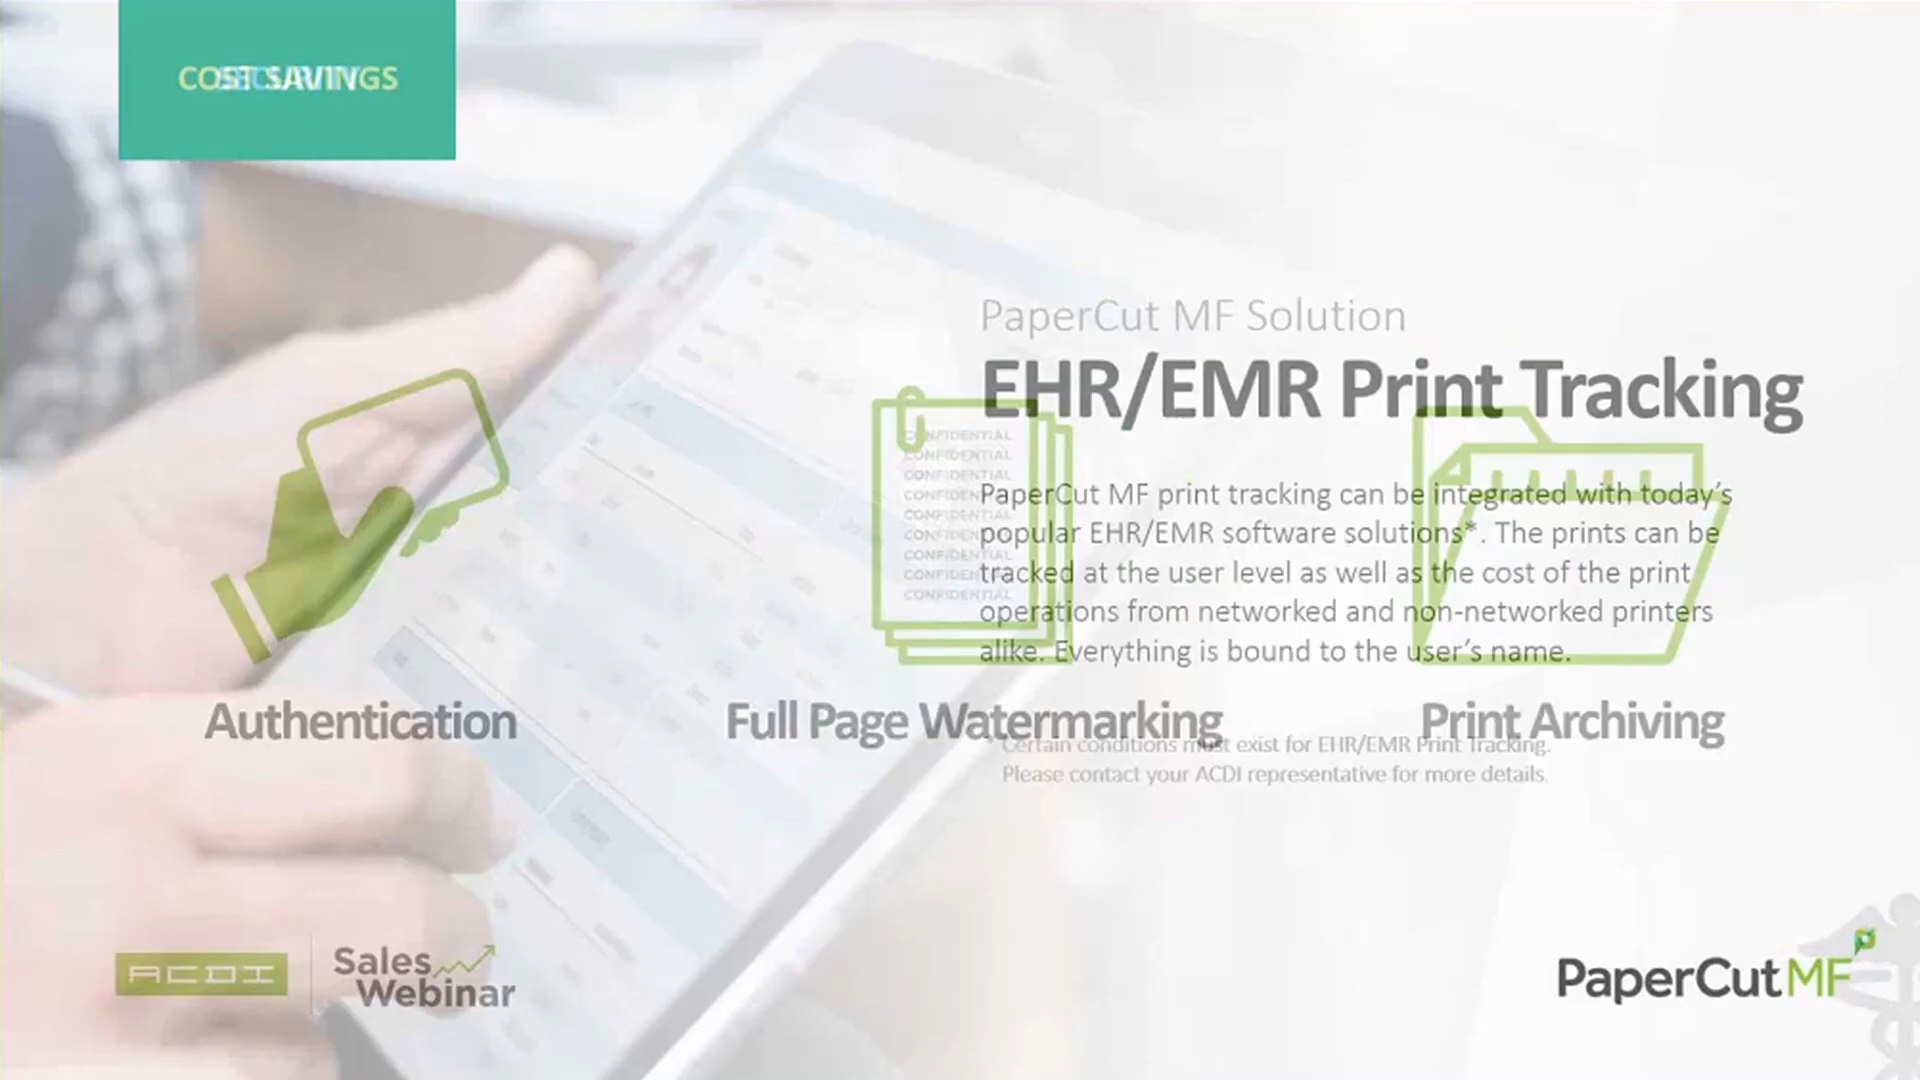 COST SAVINGS
SECURITY
PaperCut MF Solution
EHR/EMR Print Tracking
CONFIDENTIAL
CONFIDENTIAL
CONFIDENTIAL
CONFIDENTIAL
CONFIDENTIAL
CONFIDENTIAL
CONFIDENTIAL
CONFIDENTIAL
CONFIDENTIAL
PaperCut MF print tracking can be integrated with today's
popular EHR/EMR software solutions*. The prints can be
tracked at the user level as well as the cost of the print
operations from networked and non-networked printers
alike. Everything is bound to the user's name.
Authentication
Full Page Watermarking
Print Archiving
* Certain conditions must exist for EHR/EMR Print Tracking.
Please contact your ACDI representative for more details.
ACDI
Sales
Webinar
PaperCut MF